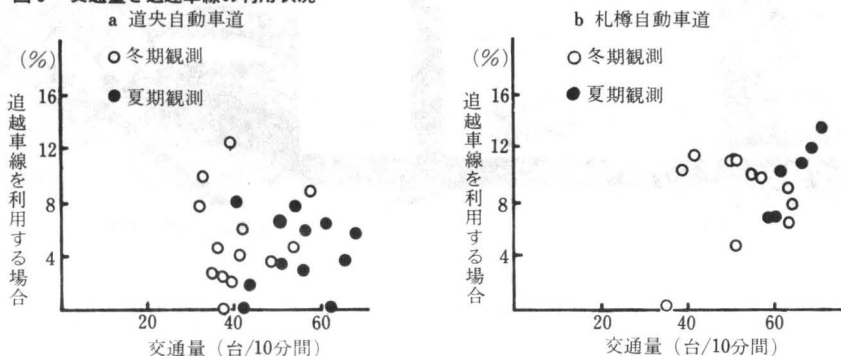 a 道央自動車道
○ 冬期観測
● 夏期観測
(%)
16
12
8
4
追越車線を利用する場合
20
40
60
交通量(台/10分間)
b 札樽自動車道
○ 冬期観測
● 夏期観測
(%)
16
12
8
4
追越車線を利用する場合
20
40
60
交通量(台/10分間)